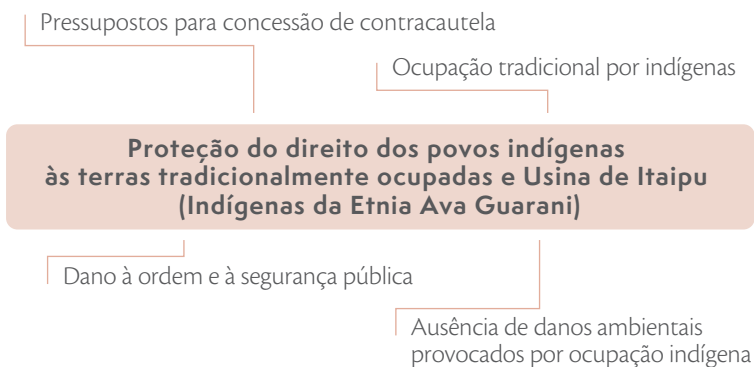 Pressupostos para concessão de contracautela
Ocupação tradicional por indígenas
Proteção do direito dos povos indígenas
às terras tradicionalmente ocupadas e Usina de Itaipu
(Indígenas da Etnia Ava Guarani)
Dano à ordem e à segurança pública
Ausência de danos ambientais
provocados por ocupação indígena